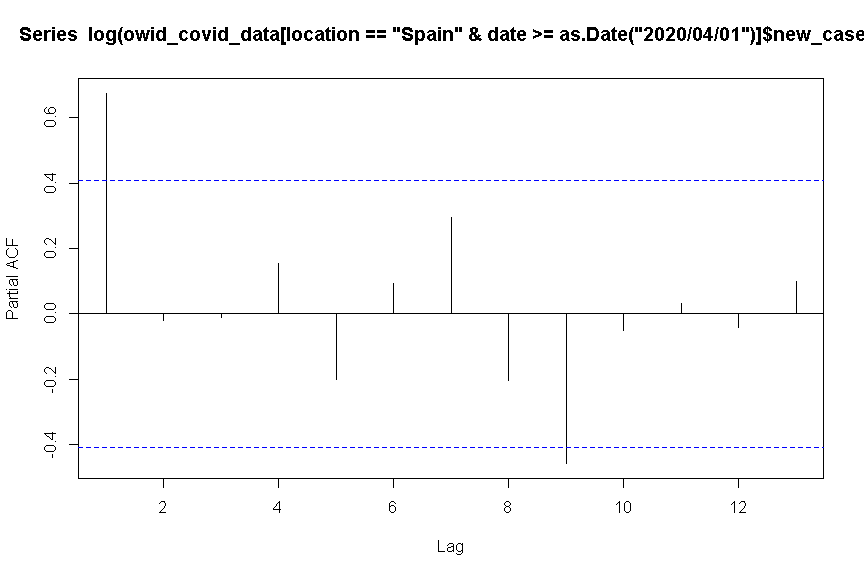 Series  log(owid_covid_data[location == "Spain" & date >= as.Date("2020/04/01")]$new_case
Partial ACF
0.6
0.4
0.2
0.0
-0.2
-0.4
2 4 6 8 10 12
Lag